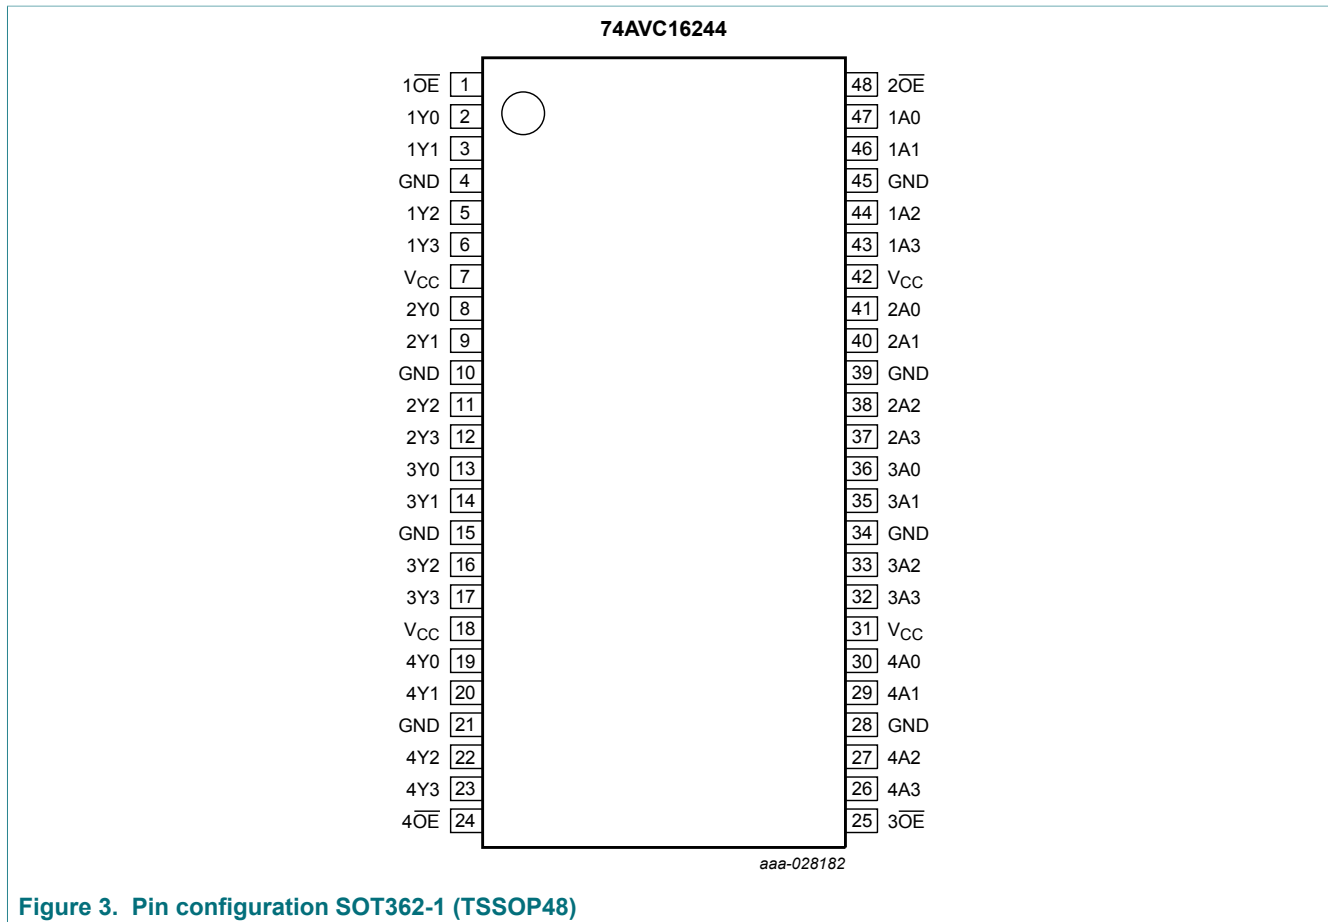 74AVC16244
1O̅E̅ 1 48 2O̅E̅
1Y0 2 47 1A0
1Y1 3 46 1A1
GND 4 45 GND
1Y2 5 44 1A2
1Y3 6 43 1A3
VCC 7 42 VCC
2Y0 8 41 2A0
2Y1 9 40 2A1
GND 10 39 GND
2Y2 11 38 2A2
2Y3 12 37 2A3
3Y0 13 36 3A0
3Y1 14 35 3A1
GND 15 34 GND
3Y2 16 33 3A2
3Y3 17 32 3A3
VCC 18 31 VCC
4Y0 19 30 4A0
4Y1 20 29 4A1
GND 21 28 GND
4Y2 22 27 4A2
4Y3 23 26 4A3
4O̅E̅ 24 25 3O̅E̅
aaa-028182
Figure 3. Pin configuration SOT362-1 (TSSOP48)